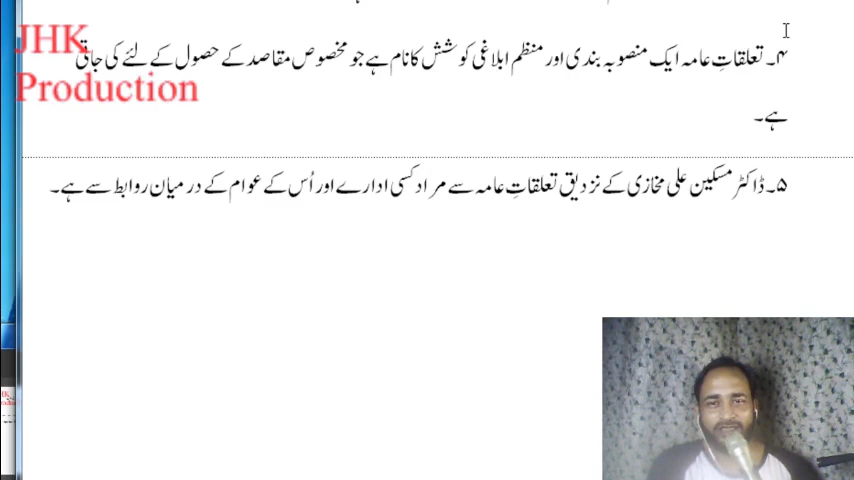 JHK
Production
۴۔ تعلقاتِ عامہ ایک منصوبہ بندی اور منظم ابلاغی کوشش کا نام ہے جو مخصوص مقاصد کے حصول کے لئے کی جاتی
ہے۔
۵۔ ڈاکٹر مسکین علی مجازی کے نزدیق تعلقاتِ عامہ سے مراد کسی ادارے اور اُس کے عوام کے درمیان روابط سے ہے۔